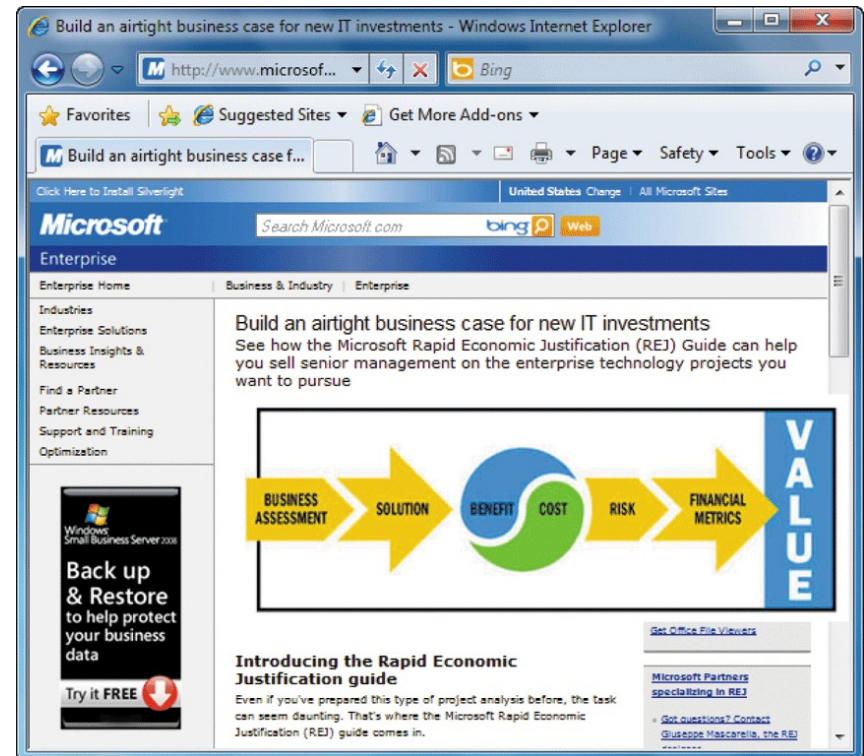 Build an airtight business case for new IT investments - Windows Internet Explorer
http://www.microsof...
Bing
Favorites
Suggested Sites
Get More Add-ons
Build an airtight business case f...
Page
Safety
Tools
Click Here to Install Silverlight
United States Change | All Microsoft Sites
Microsoft
Search Microsoft.com
bing
Web
Enterprise
Enterprise Home | Business & Industry | Enterprise
Industries
Enterprise Solutions
Business Insights &
Resources
Find a Partner
Partner Resources
Support and Training
Optimization
Windows
Small Business Server 2008
Back up
& Restore
to help protect
your business
data
Try it FREE
Build an airtight business case for new IT investments
See how the Microsoft Rapid Economic Justification (REJ) Guide can help
you sell senior management on the enterprise technology projects you
want to pursue
BUSINESS
ASSESSMENT
SOLUTION
BENEFIT
COST
RISK
FINANCIAL
METRICS
VALUE
Introducing the Rapid Economic
Justification guide
Even if you've prepared this type of project analysis before, the task
can seem daunting. That's where the Microsoft Rapid Economic
Justification (REJ) guide comes in.
Get Office File Viewers
Microsoft Partners
specializing in REJ
Got questions? Contact
Giuseppe Mascarella, the REJ